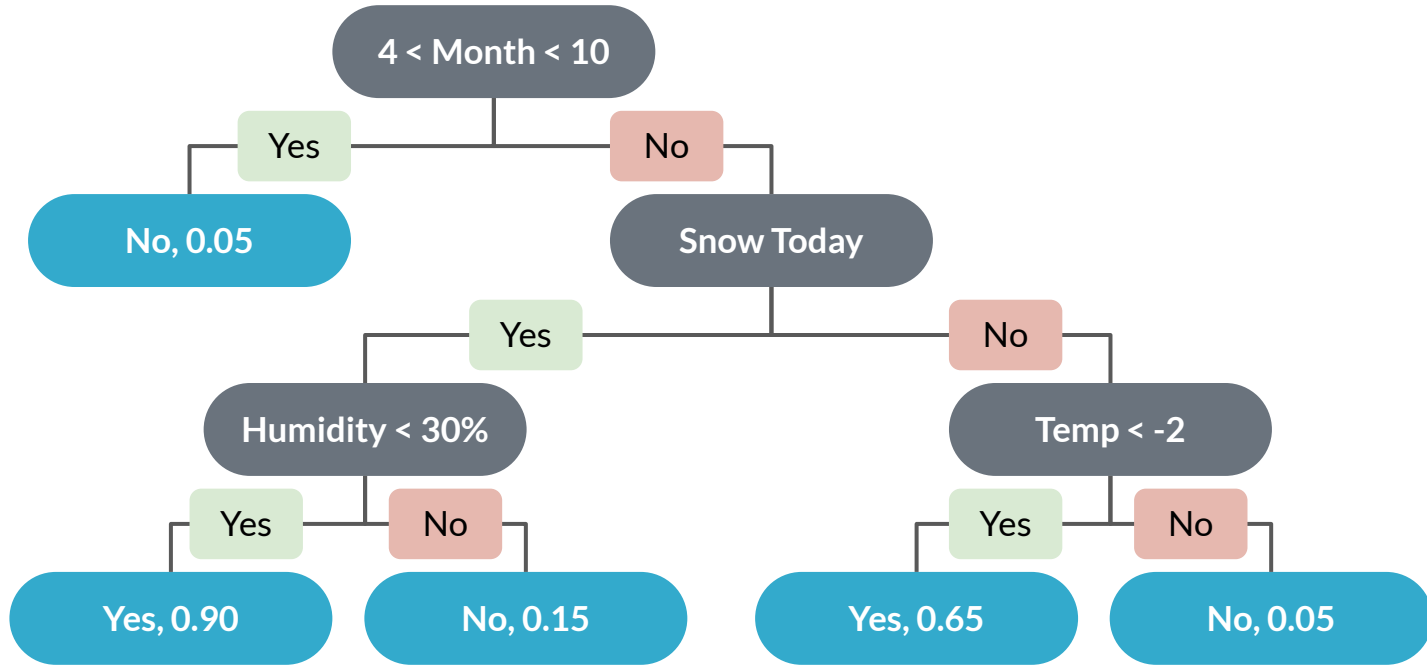 4 < Month < 10
Yes
No
No, 0.05
Snow Today
Yes
No
Humidity < 30%
Temp < -2
Yes
No
Yes
No
Yes, 0.90
No, 0.15
Yes, 0.65
No, 0.05